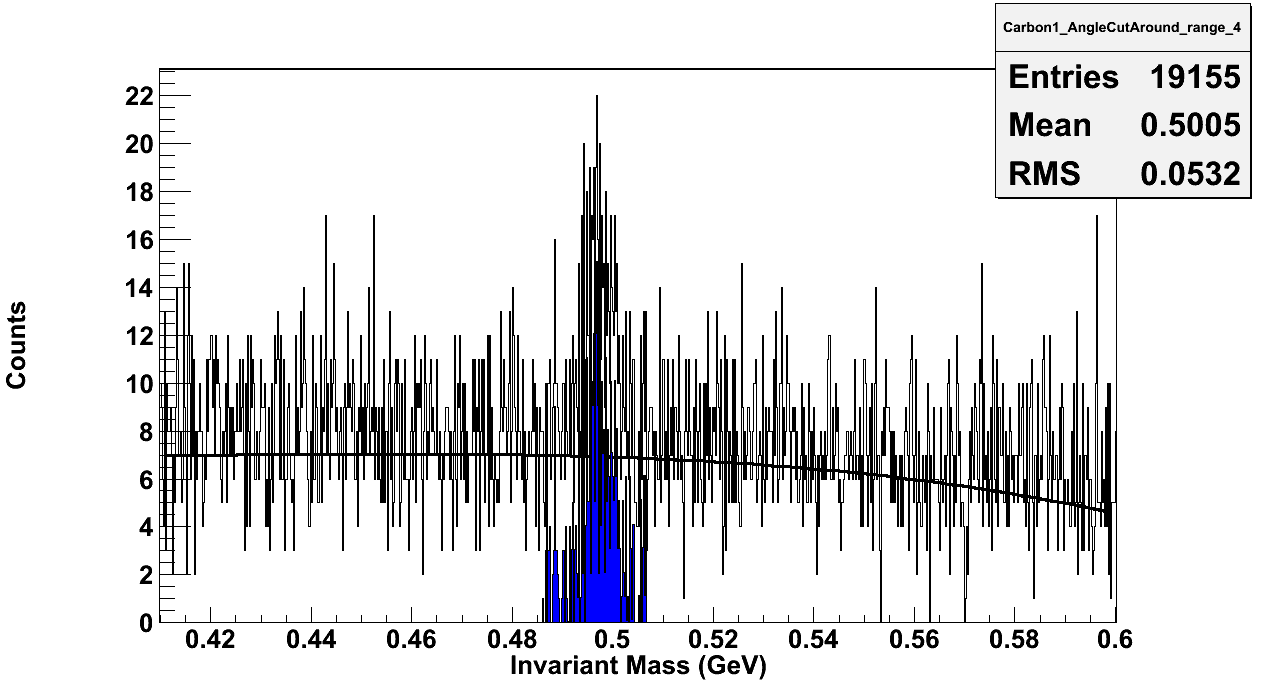 Carbon1_AngleCutAround_range_4
Entries 19155
Mean 0.5005
RMS 0.0532
22
20
18
16
14
12
10
8
6
4
2
0
Counts
0.42 0.44 0.46 0.48 0.5 0.52 0.54 0.56 0.58 0.6
Invariant Mass (GeV)